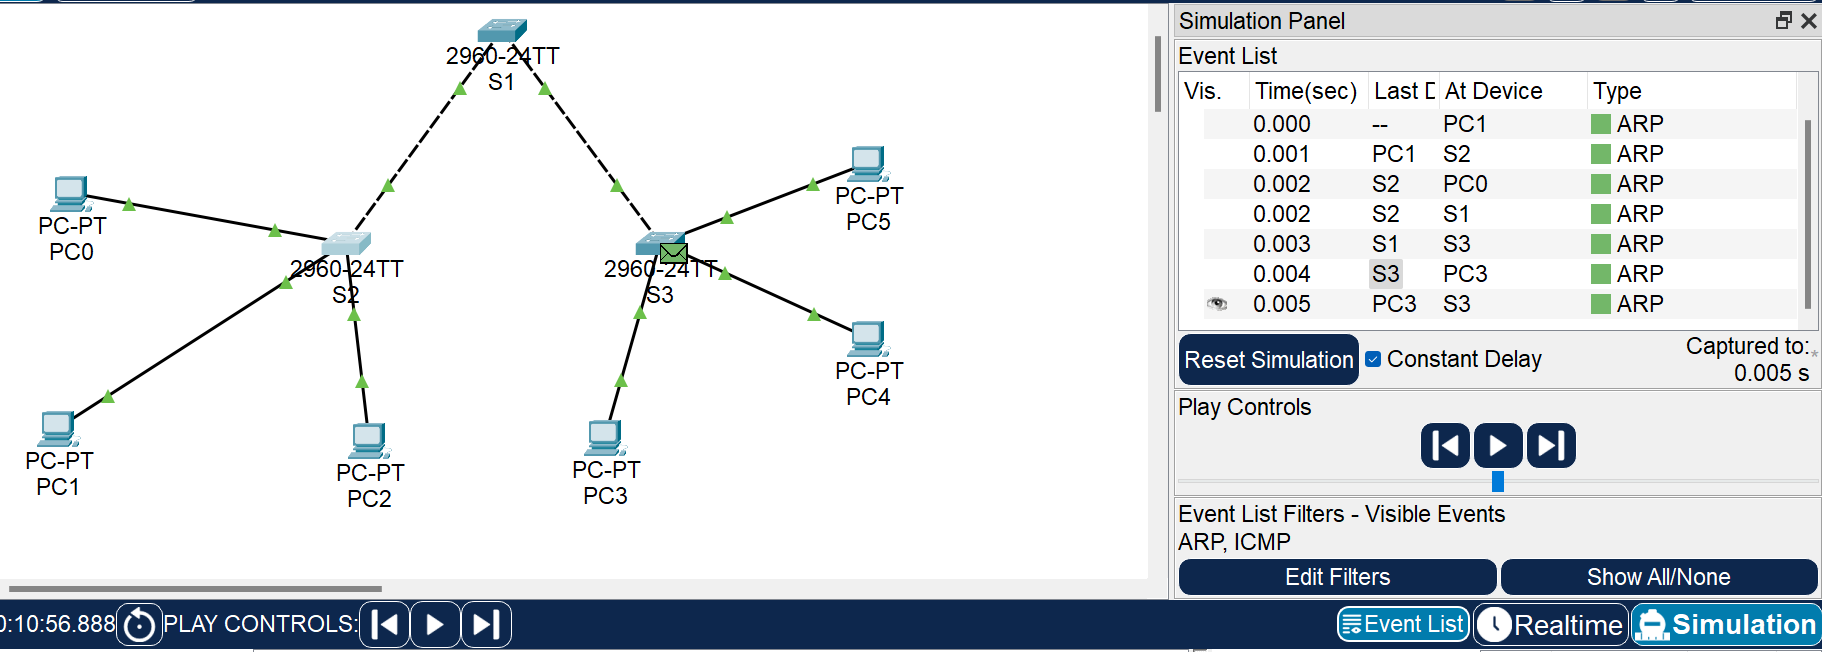 2960-24TT
S1
PC-PT
PC0
2960-24TT
S2
PC-PT
PC1
PC-PT
PC2
2960-24TT
S3
PC-PT
PC3
PC-PT
PC5
PC-PT
PC4
Simulation Panel
Event List
Vis. Time(sec) Last D At Device Type
0.000 -- PC1 ARP
0.001 PC1 S2 ARP
0.002 S2 PC0 ARP
0.002 S2 S1 ARP
0.003 S1 S3 ARP
0.004 S3 PC3 ARP
0.005 PC3 S3 ARP
Reset Simulation Constant Delay Captured to: *
0.005 s
Play Controls
Event List Filters - Visible Events
ARP, ICMP
Edit Filters Show All/None
0:10:56.888 PLAY CONTROLS: Event List Realtime Simulation